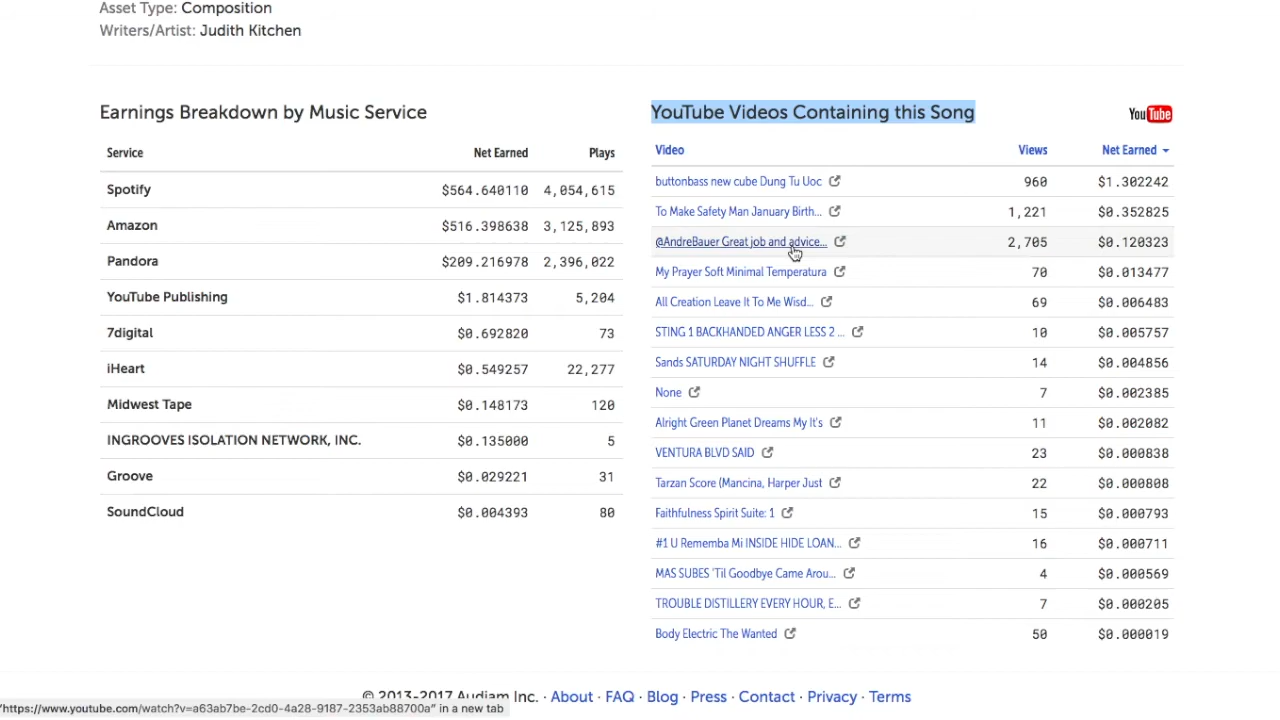 Asset Type: Composition
Writers/Artist: Judith Kitchen
Earnings Breakdown by Music Service
Service Net Earned Plays
Spotify $564.640110 4,054,615
Amazon $516.398638 3,125,893
Pandora $209.216978 2,396,022
YouTube Publishing $1.814373 5,204
7digital $0.692820 73
iHeart $0.549257 22,277
Midwest Tape $0.148173 120
INGROOVES ISOLATION NETWORK, INC. $0.135000 5
Groove $0.029221 31
SoundCloud $0.004393 80
YouTube Videos Containing this Song
YouTube
Video Views Net Earned
buttonbass new cube Dung Tu Uoc 960 $1.302242
To Make Safety Man January Birth... 1,221 $0.352825
@AndreBauer Great job and advice... 2,705 $0.120323
My Prayer Soft Minimal Temperatura 70 $0.013477
All Creation Leave It To Me Wisd... 69 $0.006483
STING 1 BACKHANDED ANGER LESS 2 ... 10 $0.005757
Sands SATURDAY NIGHT SHUFFLE 14 $0.004856
None 7 $0.002385
Alright Green Planet Dreams My It's 11 $0.002082
VENTURA BLVD SAID 23 $0.000838
Tarzan Score (Mancina, Harper Just 22 $0.000808
Faithfulness Spirit Suite: 1 15 $0.000793
#1 U Rememba Mi INSIDE HIDE LOAN... 16 $0.000711
MAS SUBES 'Til Goodbye Came Arou... 4 $0.000569
TROUBLE DISTILLERY EVERY HOUR, E... 7 $0.000205
Body Electric The Wanted 50 $0.000019
© 2013-2017 Audiam Inc. · About · FAQ · Blog · Press · Contact · Privacy · Terms
"https://www.youtube.com/watch?v=a63ab7be-2cd0-4a28-9187-2353ab88700a" in a new tab